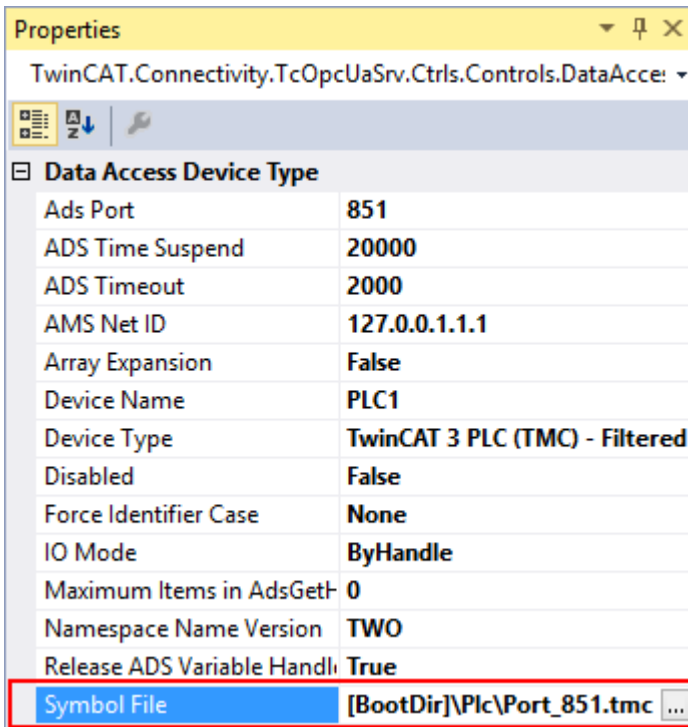 Properties
TwinCAT.Connectivity.TcOpcUaSrv.Ctrls.Controls.DataAcces
Data Access Device Type
Ads Port 851
ADS Time Suspend 20000
ADS Timeout 2000
AMS Net ID 127.0.0.1.1.1
Array Expansion False
Device Name PLC1
Device Type TwinCAT 3 PLC (TMC) - Filtered
Disabled False
Force Identifier Case None
IO Mode ByHandle
Maximum Items in AdsGetH 0
Namespace Name Version TWO
Release ADS Variable Handle True
Symbol File [BootDir]\Plc\Port_851.tmc ...